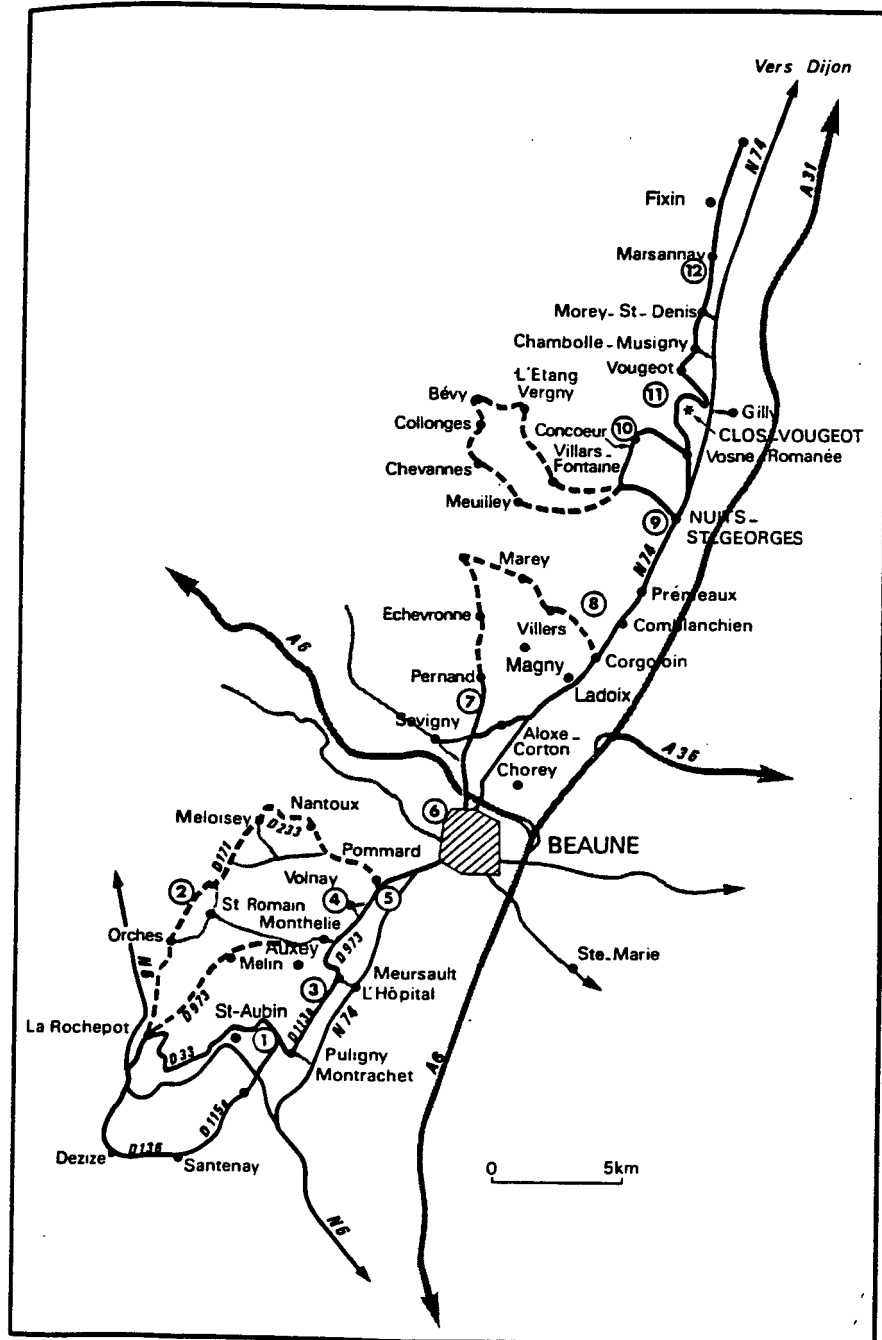 Vers Dijon
N74
A31
Fixin
Marsannay
12
Morey-St-Denis
Chambolle-Musigny
Vougeot
L'Etang
Vergny
Bévy
11
Gilly
Collonges
10
Concoeur
CLOS-VOUGEOT
Villars-
Fontaine
Vosne-Romanée
Chevannes
Meuilley
9
NUITS-
ST-GEORGES
N74
Marey
Prémeaux
8
Echevronne
Comblanchien
A6
Villers
Magny
Corgoloin
Pernand
Ladoix
7
Savigny
Aloxe-
Corton
A36
Chorey
6
Nantoux
Meloisey
D233
BEAUNE
Pommard
D171
Volnay
2
4
5
St Romain
Monthelie
Orches
Auxey
D973
Ste-Marie
Melin
N6
Meursault
3
L'Hôpital
D973
St-Aubin
D113a
La Rochepot
N74
1
D33
Puligny
Montrachet
A6
D115a
D136
Dezize
Santenay
0
5km
N6